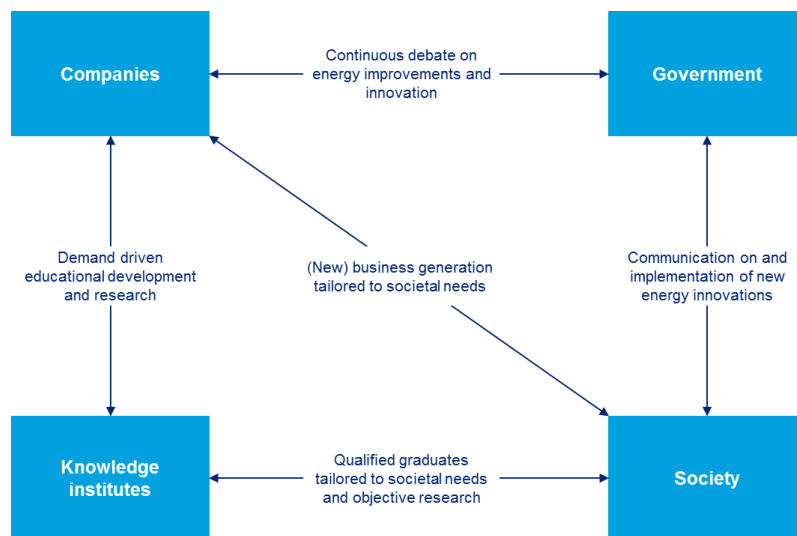 Companies
Continuous debate on
energy improvements and
innovation
Government
Demand driven
educational development
and research
(New) business generation
tailored to societal needs
Communication on and
implementation of new
energy innovations
Knowledge
institutes
Qualified graduates
tailored to societal needs
and objective research
Society